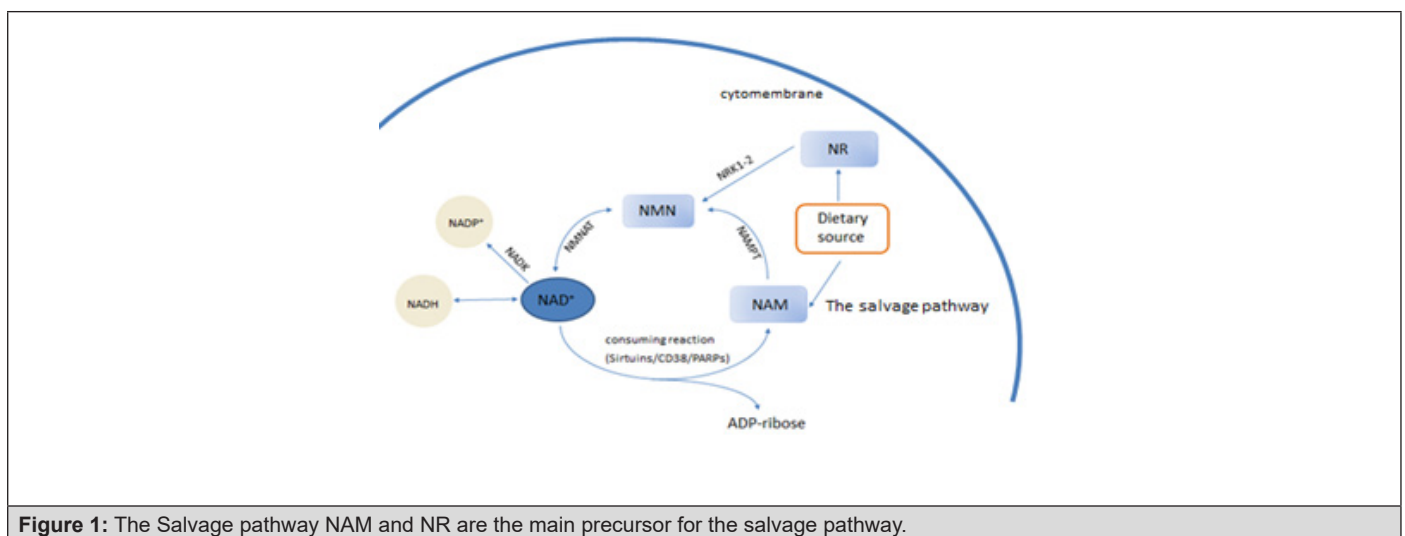 cytomembrane
NR
NRK1-2
NMN
Dietary
source
NADP⁺
NMNAT
NAMPT
NADK
NADH
NAD⁺
NAM
The salvage pathway
consuming reaction
(Sirtuins/CD38/PARPs)
ADP-ribose
Figure 1: The Salvage pathway NAM and NR are the main precursor for the salvage pathway.